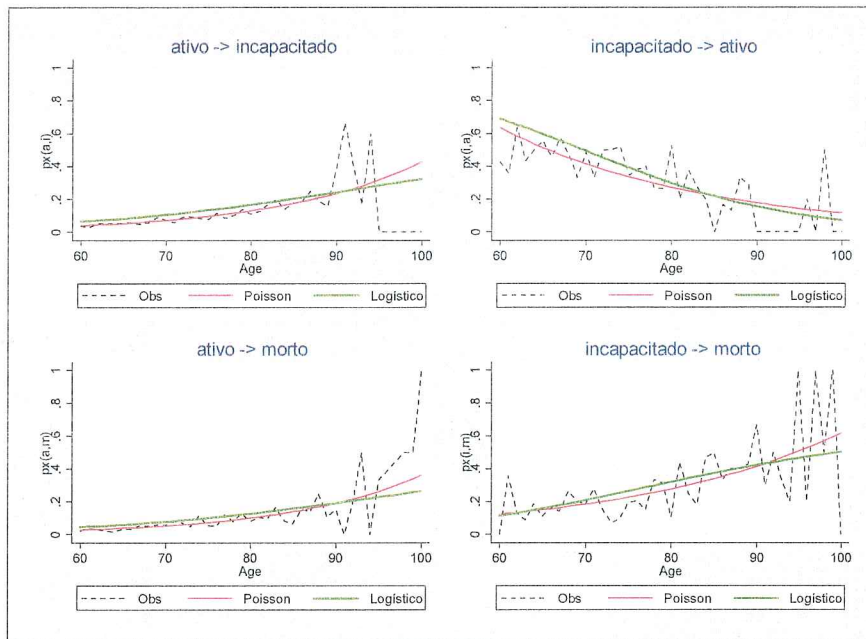 ativo -> incapacitado
px(a,i)
0 .2 .4 .6 .8 1
60 70 80 90 100
Age
Obs Poisson Logístico
incapacitado -> ativo
px(i,a)
0 .2 .4 .6 .8 1
60 70 80 90 100
Age
Obs Poisson Logístico
ativo -> morto
px(a,m)
0 .2 .4 .6 .8 1
60 70 80 90 100
Age
Obs Poisson Logístico
incapacitado -> morto
px(i,m)
0 .2 .4 .6 .8 1
60 70 80 90 100
Age
Obs Poisson Logístico